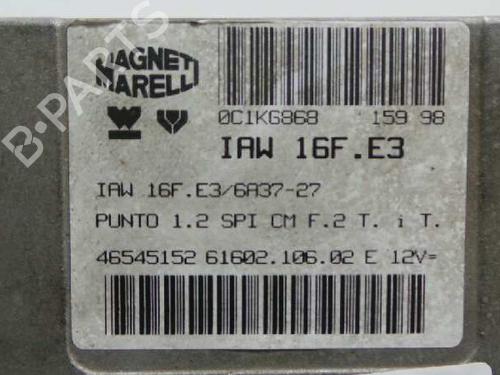 MAGNETI
MARELLI
0C1KG868 159 98
IAW 16F.E3
IAW 16F.E3/6A37-27
PUNTO 1.2 SPI CM F.2 T. i T.
46545152 61602.106.02 E 12V=
B-PARTS